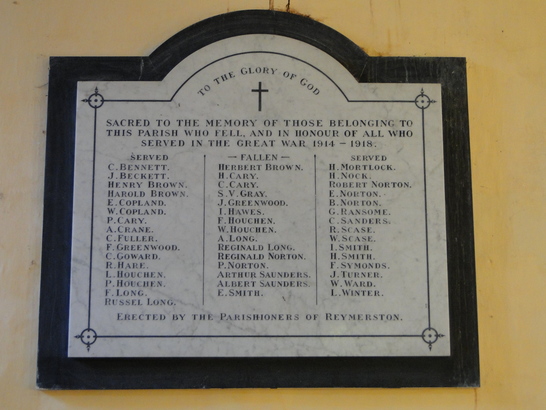 TO THE GLORY OF GOD
SACRED TO THE MEMORY OF THOSE BELONGING TO
THIS PARISH WHO FELL, AND IN HONOUR OF ALL WHO
SERVED IN THE GREAT WAR, 1914 – 1918.
SERVED
C. BENNETT.
J. BECKETT.
HENRY BROWN.
HAROLD BROWN.
E. COPLAND.
W. COPLAND.
P. CARY.
A. CRANE.
C. FULLER.
F. GREENWOOD.
C. GOWARD.
R. HARE.
L. HOUCHEN.
P. HOUCHEN.
F. LONG.
RUSSEL LONG.
— FALLEN —
HERBERT BROWN.
H. CARY.
C. CARY.
S. V. GRAY.
J. GREENWOOD.
I. HAWES.
F. HOUCHEN.
W. HOUCHEN.
A. LONG.
REGINALD LONG.
REGINALD NORTON.
P. NORTON.
ARTHUR SAUNDERS.
ALBERT SAUNDERS.
E. SMITH.
SERVED
H. MORTLOCK.
H. NOCK.
ROBERT NORTON.
E. NORTON.
B. NORTON.
G. RANSOME.
C. SANDERS.
R. SCASE.
W. SCASE.
I. SMITH.
H. SMITH.
F. SYMONDS.
J. TURNER.
W. WARD.
L. WINTER.
ERECTED BY THE PARISHIONERS OF REYMERSTON.